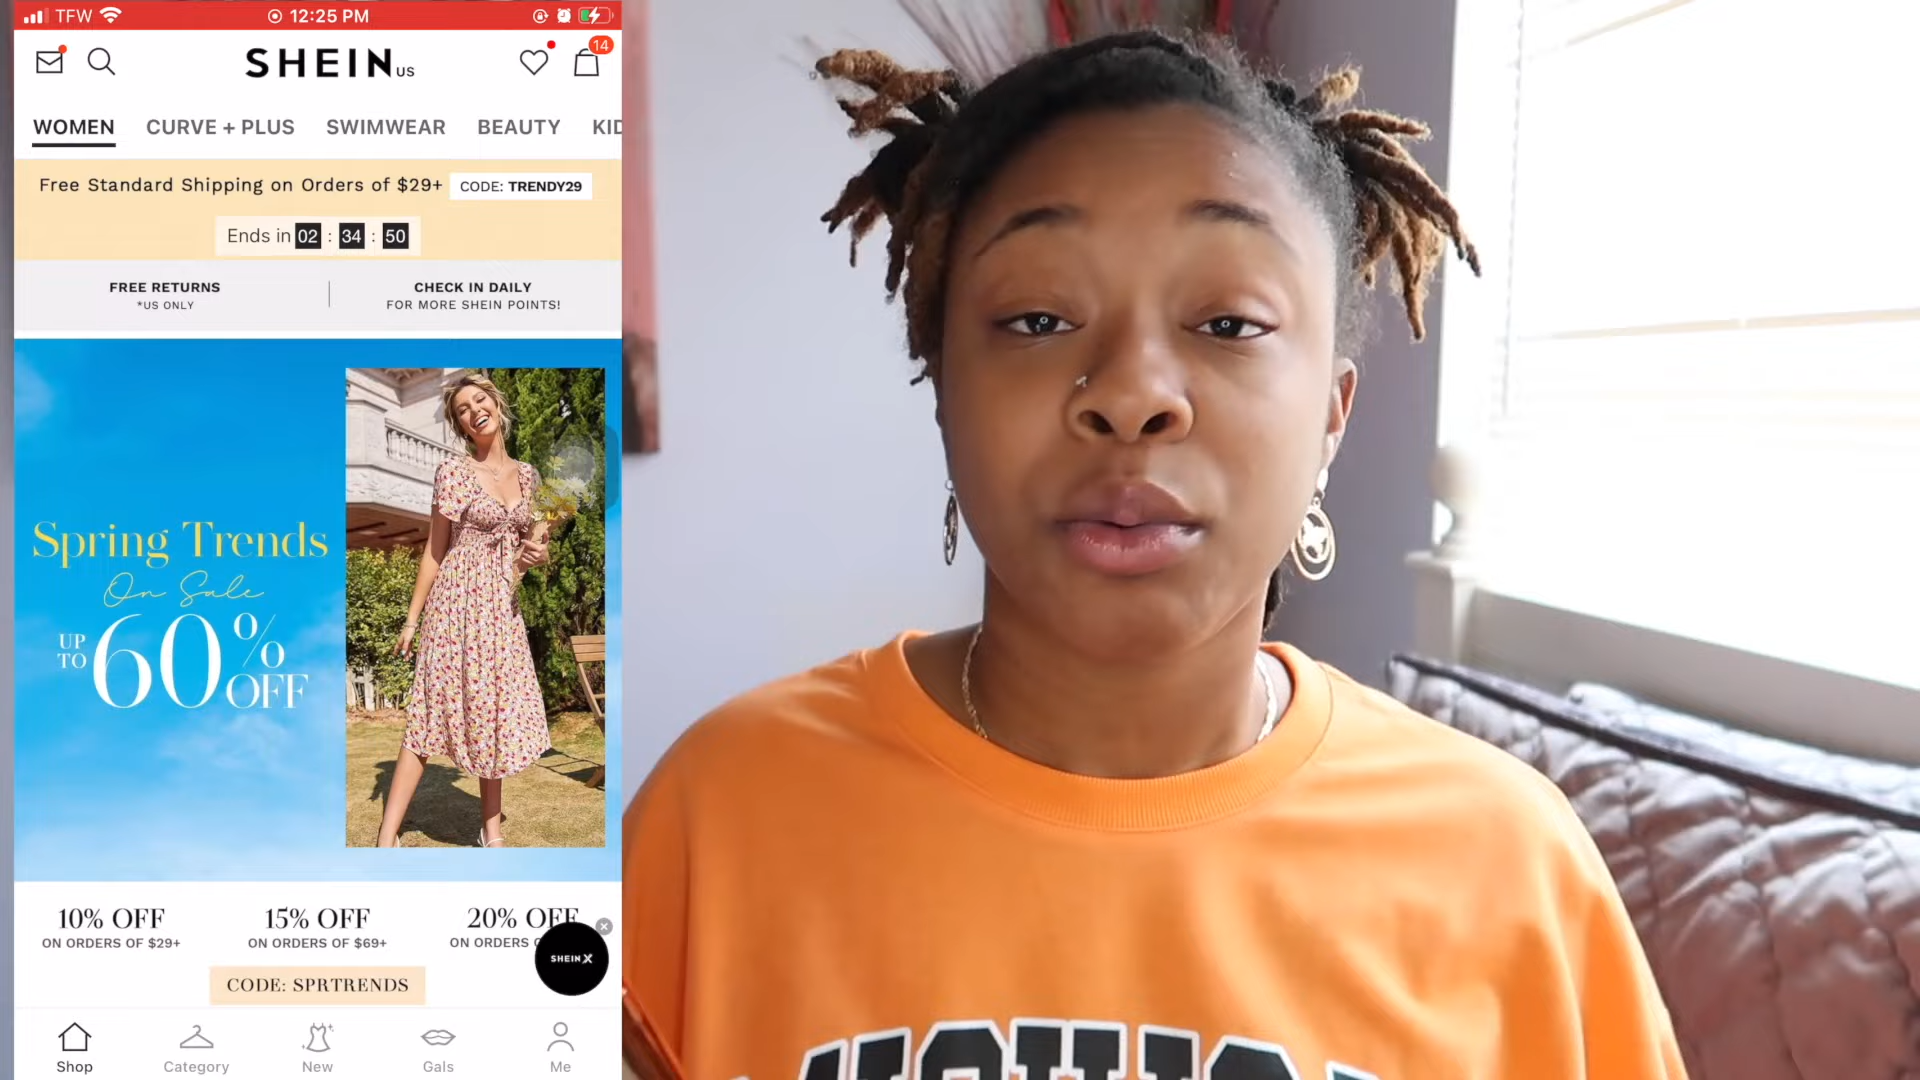 TFW 12:25 PM
SHEIN US 14
WOMEN CURVE + PLUS SWIMWEAR BEAUTY KID
Free Standard Shipping on Orders of $29+ CODE: TRENDY29
Ends in 02 : 34 : 50
FREE RETURNS
*US ONLY
CHECK IN DAILY
FOR MORE SHEIN POINTS!
Spring Trends
On Sale
UP TO 60% OFF
10% OFF
ON ORDERS OF $29+
15% OFF
ON ORDERS OF $69+
20% OFF
ON ORDERS
SHEIN X
CODE: SPRTRENDS
Shop Category New Gals Me